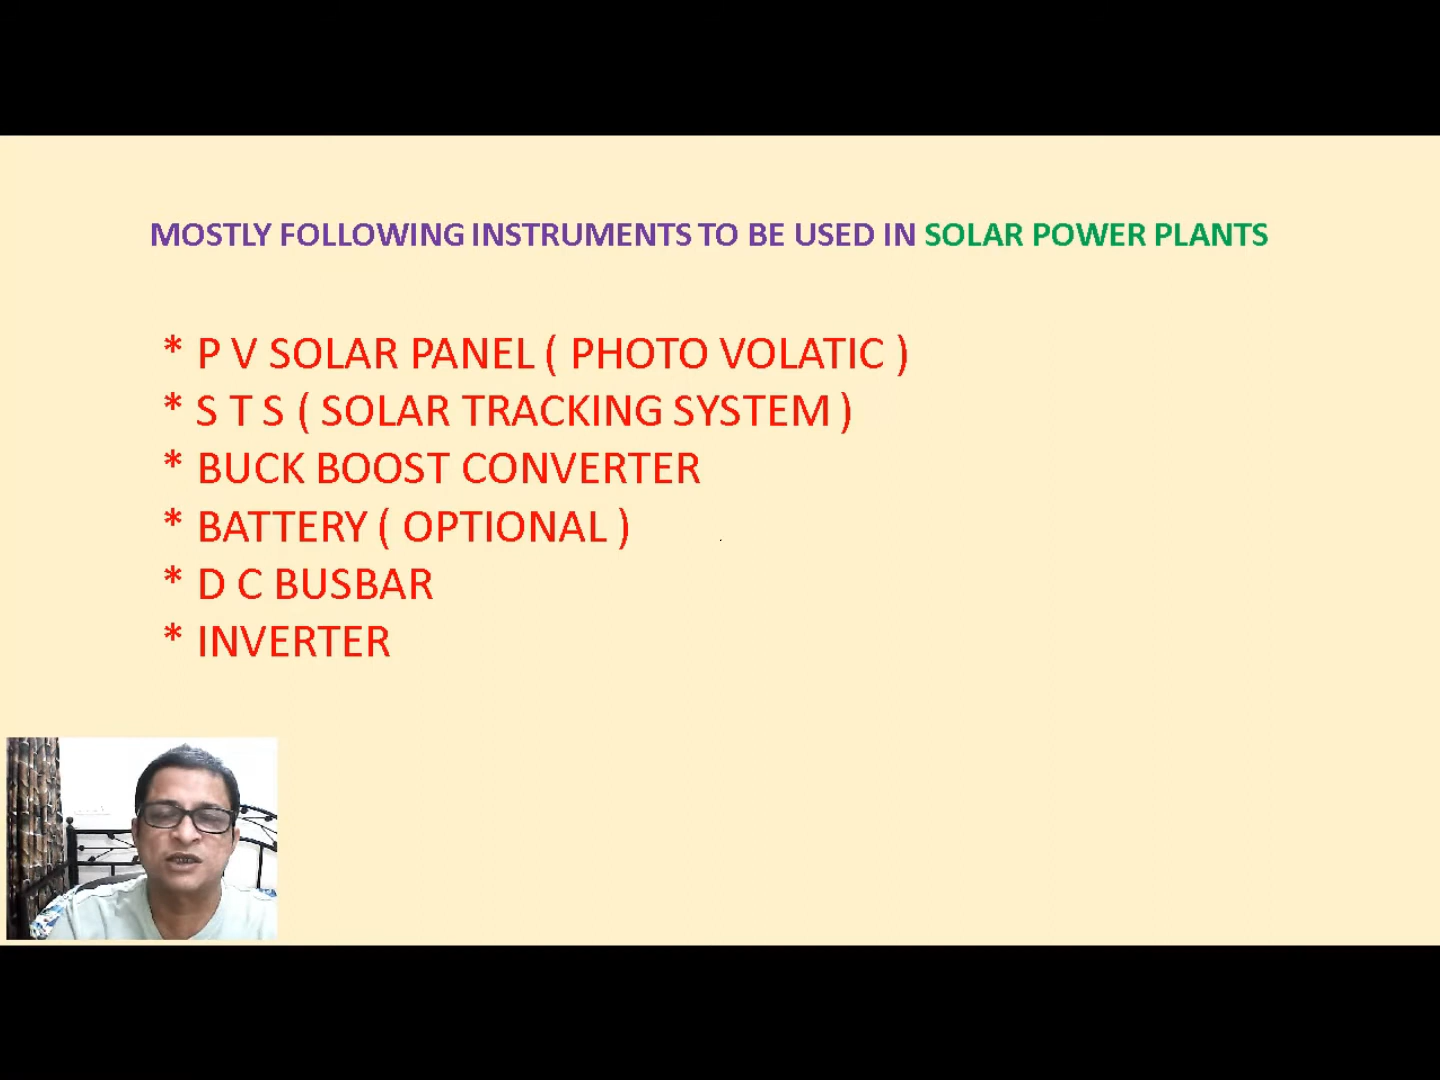 MOSTLY FOLLOWING INSTRUMENTS TO BE USED IN SOLAR POWER PLANTS
* P V SOLAR PANEL ( PHOTO VOLATIC )
* S T S ( SOLAR TRACKING SYSTEM )
* BUCK BOOST CONVERTER
* BATTERY ( OPTIONAL )
* D C BUSBAR
* INVERTER